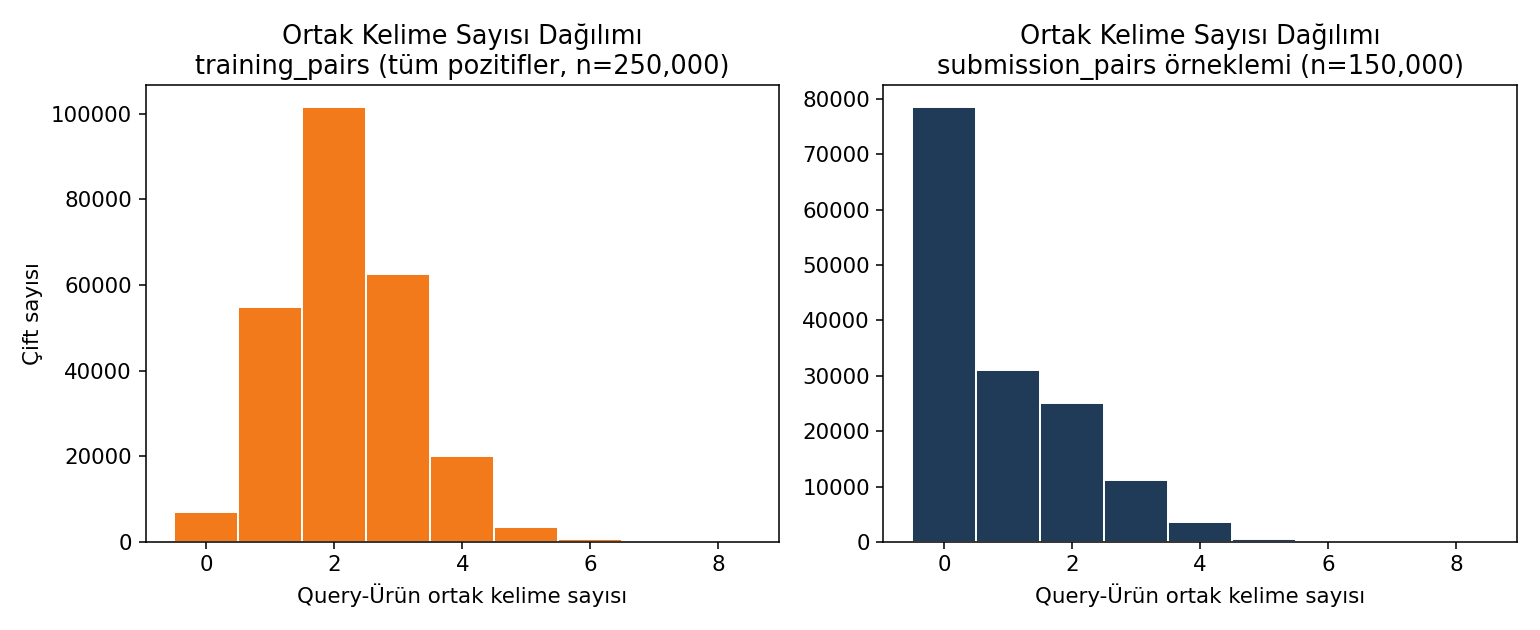 Ortak Kelime Sayısı Dağılımı
training_pairs (tüm pozitifler, n=250,000)
100000
80000
60000
40000
20000
0
Çift sayısı
0 2 4 6 8
Query-Ürün ortak kelime sayısı
Ortak Kelime Sayısı Dağılımı
submission_pairs örneklemi (n=150,000)
80000
70000
60000
50000
40000
30000
20000
10000
0
0 2 4 6 8
Query-Ürün ortak kelime sayısı